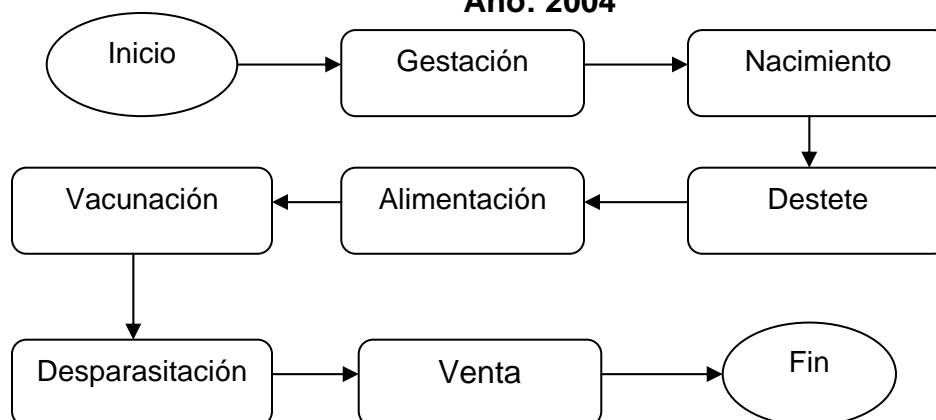 Año: 2004
Inicio
Gestación
Nacimiento
Destete
Alimentación
Vacunación
Desparasitación
Venta
Fin